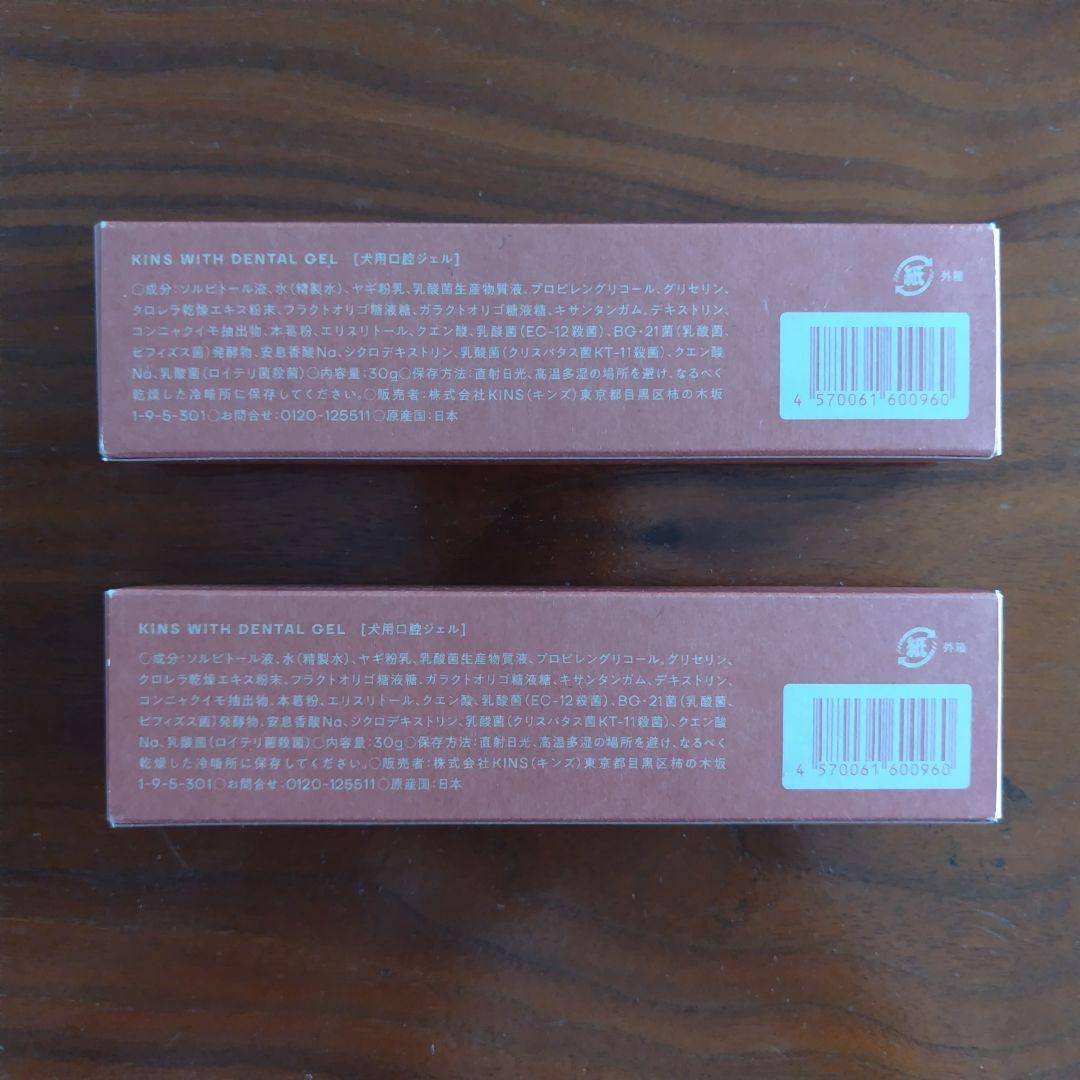 KINS WITH DENTAL GEL [犬用口腔ジェル]
○成分:ソルビトール液、水(精製水)、ヤギ粉乳、乳酸菌生産物質液、プロピレングリコール、グリセリン、
クロレラ乾燥エキス粉末、フラクトオリゴ糖液糖、ガラクトオリゴ糖液糖、キサンタンガム、デキストリン、
コンニャクイモ抽出物、本葛粉、エリスリトール、クエン酸、乳酸菌(EC-12殺菌)、BG・21菌(乳酸菌、
ビフィズス菌)発酵物、安息香酸Na、シクロデキストリン、乳酸菌(クリスパタス菌KT-11殺菌)、クエン酸
Na、乳酸菌(ロイテリ菌殺菌)○内容量:30g○保存方法:直射日光、高温多湿の場所を避け、なるべく
乾燥した冷暗所に保存してください。○販売者:株式会社KINS(キンズ)東京都目黒区柿の木坂
1-9-5-301○お問合せ:0120-125511○原産国:日本
紙 外箱
4 570061 600960
KINS WITH DENTAL GEL [犬用口腔ジェル]
○成分:ソルビトール液、水(精製水)、ヤギ粉乳、乳酸菌生産物質液、プロピレングリコール、グリセリン、
クロレラ乾燥エキス粉末、フラクトオリゴ糖液糖、ガラクトオリゴ糖液糖、キサンタンガム、デキストリン、
コンニャクイモ抽出物、本葛粉、エリスリトール、クエン酸、乳酸菌(EC-12殺菌)、BG・21菌(乳酸菌、
ビフィズス菌)発酵物、安息香酸Na、シクロデキストリン、乳酸菌(クリスパタス菌KT-11殺菌)、クエン酸
Na、乳酸菌(ロイテリ菌殺菌)○内容量:30g○保存方法:直射日光、高温多湿の場所を避け、なるべく
乾燥した冷暗所に保存してください。○販売者:株式会社KINS(キンズ)東京都目黒区柿の木坂
1-9-5-301○お問合せ:0120-125511○原産国:日本
紙 外箱
4 570061 600960